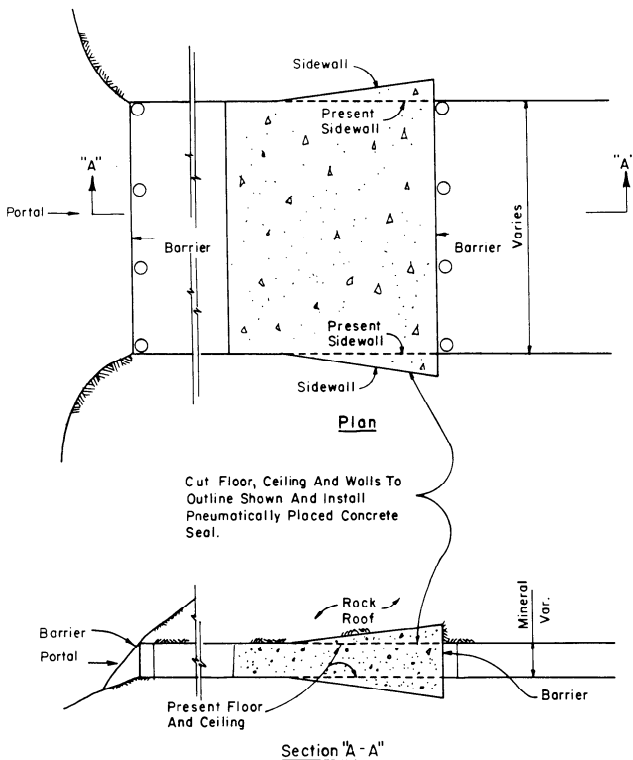 Sidewall
Present
Sidewall
"A"
"A"
Portal
Barrier
Barrier
Varies
Present
Sidewall
Sidewall
Plan
Cut Floor, Ceiling And Walls To
Outline Shown And Install
Pneumatically Placed Concrete
Seal.
Rock
Roof
Mineral
Var.
Barrier
Portal
Barrier
Present Floor
And Ceiling
Section "A-A"